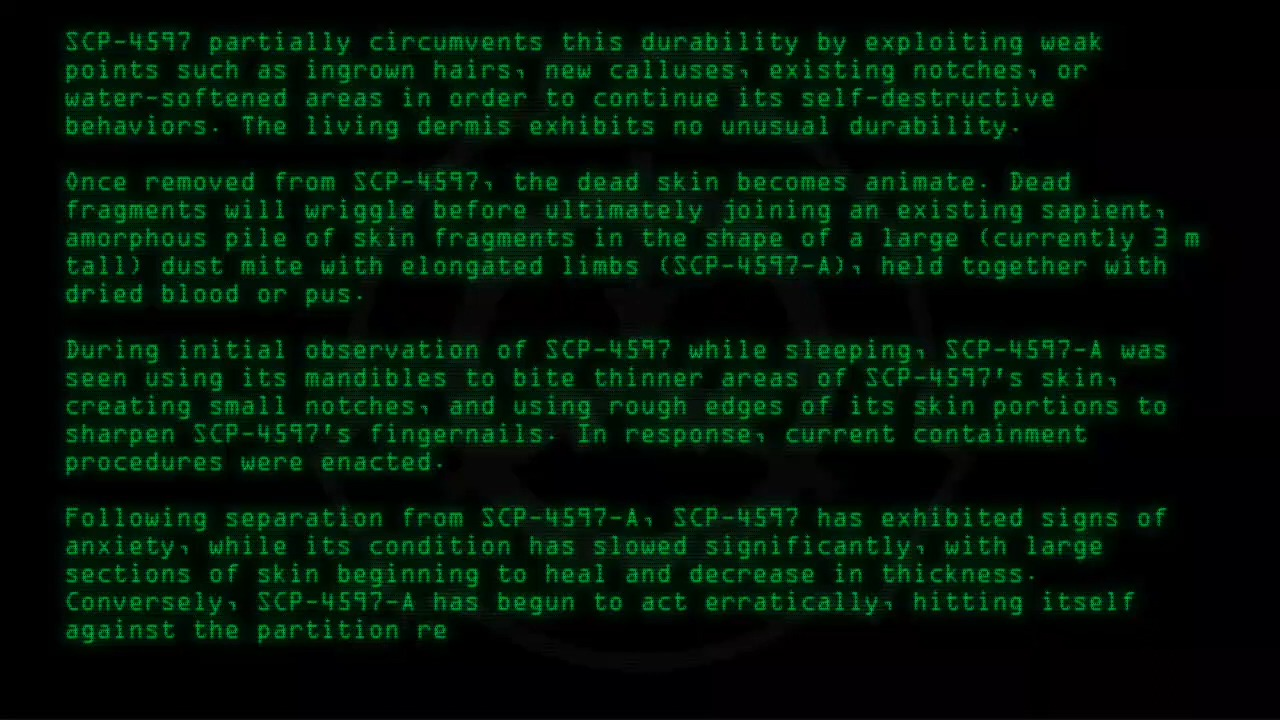 SCP-4597 partially circumvents this durability by exploiting weak
points such as ingrown hairs, new calluses, existing notches, or
water-softened areas in order to continue its self-destructive
behaviors. The living dermis exhibits no unusual durability.
Once removed from SCP-4597, the dead skin becomes animate. Dead
fragments will wriggle before ultimately joining an existing sapient,
amorphous pile of skin fragments in the shape of a large (currently 3 m
tall) dust mite with elongated limbs (SCP-4597-A), held together with
dried blood or pus.
During initial observation of SCP-4597 while sleeping, SCP-4597-A was
seen using its mandibles to bite thinner areas of SCP-4597's skin,
creating small notches, and using rough edges of its skin portions to
sharpen SCP-4597's fingernails. In response, current containment
procedures were enacted.
Following separation from SCP-4597-A, SCP-4597 has exhibited signs of
anxiety, while its condition has slowed significantly, with large
sections of skin beginning to heal and decrease in thickness.
Conversely, SCP-4597-A has begun to act erratically, hitting itself
against the partition re